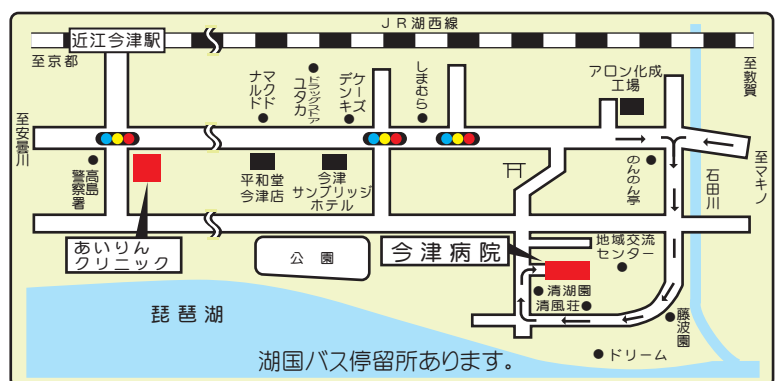 JR湖西線
近江今津駅
至京都
至敦賀
マクド
ナルド
ドラッグストア
ユタカ
ケーズ
デンキ
しまむら
アロン化成
工場
至安曇川
至マキノ
高島
警察署
平和堂
今津店
今津
サンブリッジ
ホテル
のんのん亭
石田川
あいりん
クリニック
公園
今津病院
地域交流
センター
清湖園
清風荘
藤波園
琵琶湖
ドリーム
湖国バス停留所あります。